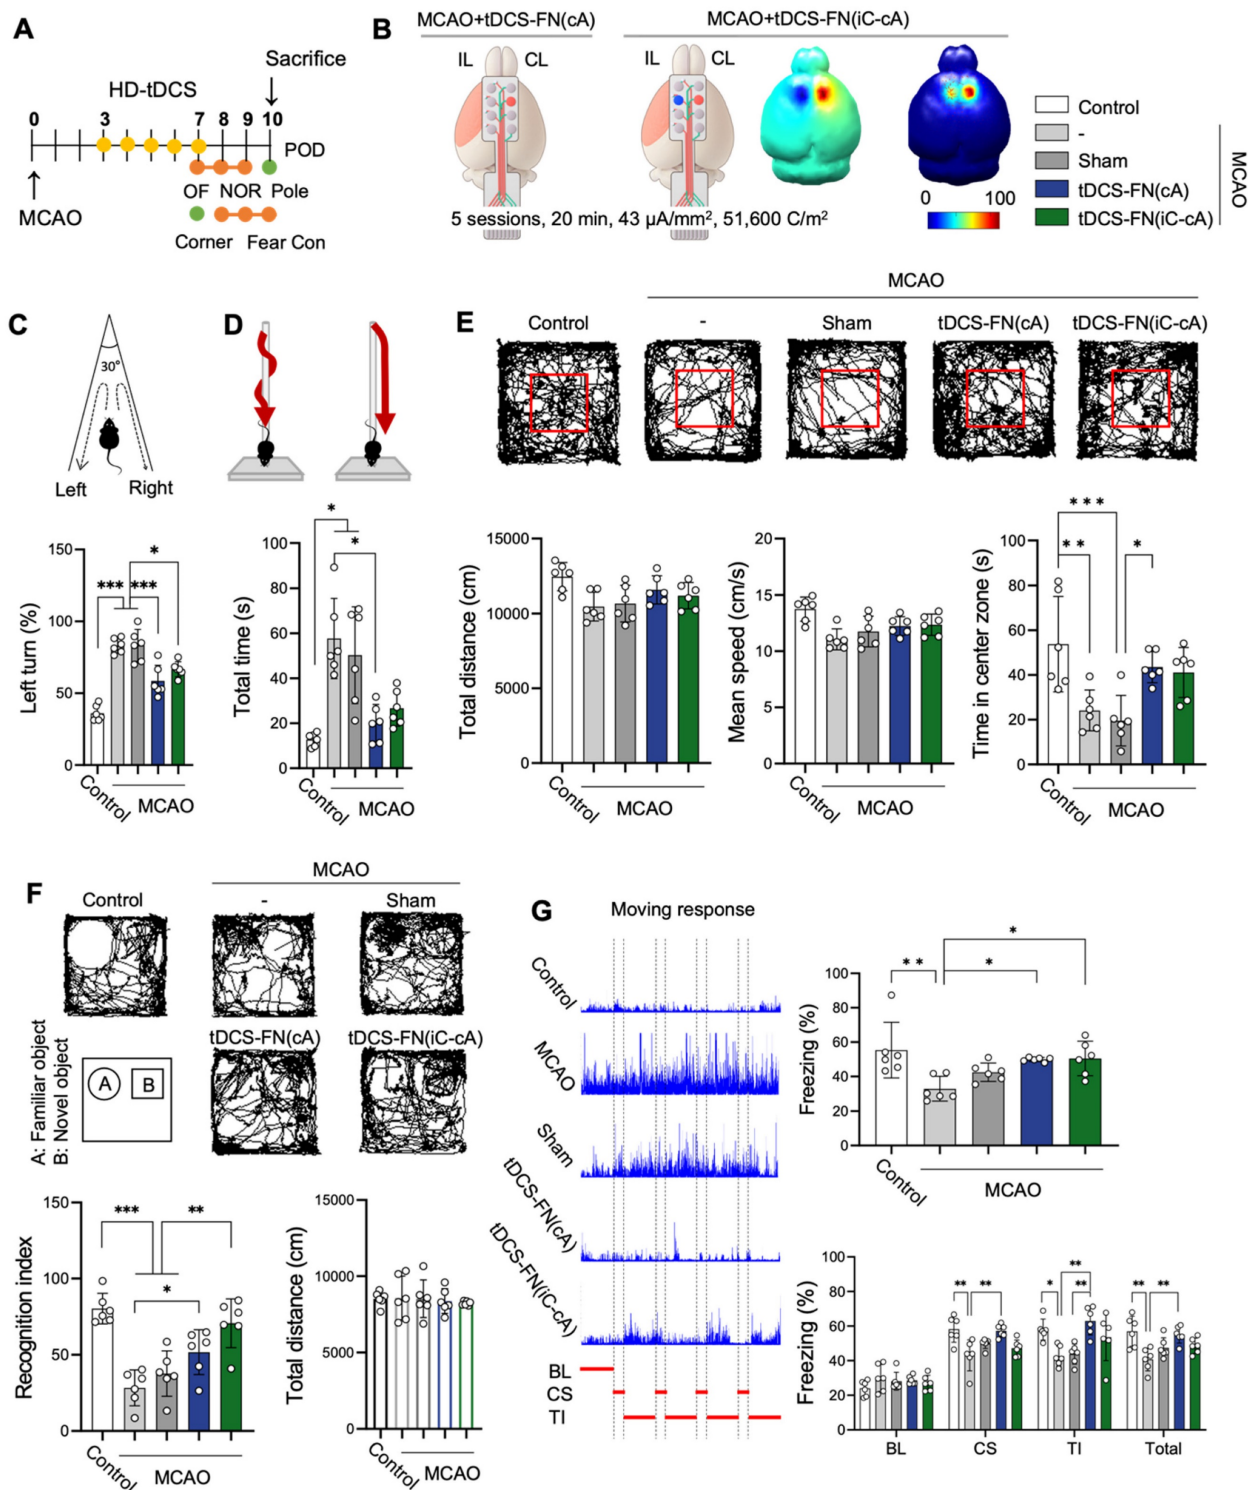 A
Sacrifice
HD-tDCS
0 3 7 8 9 10
POD
MCAO
OF NOR Pole
Corner Fear Con
B
MCAO+tDCS-FN(cA)
MCAO+tDCS-FN(iC-cA)
IL CL
IL CL
5 sessions, 20 min, 43 µA/mm², 51,600 C/m²
0 100
Control
-
Sham
tDCS-FN(cA)
tDCS-FN(iC-cA)
MCAO
C
30°
Left Right
Left turn (%)
150
100
50
0
*
*** ***
Control
MCAO
D
Total time (s)
100
80
60
40
20
0
*
*
Control
MCAO
E
MCAO
Control - Sham tDCS-FN(cA) tDCS-FN(iC-cA)
Total distance (cm)
15000
10000
5000
0
Control
MCAO
Mean speed (cm/s)
20
15
10
5
0
Control
MCAO
Time in center zone (s)
100
80
60
40
20
0
***
** *
Control
MCAO
F
MCAO
Control - Sham
tDCS-FN(cA) tDCS-FN(iC-cA)
A: Familiar object
B: Novel object
A B
Recognition index
150
100
50
0
*** **
*
Control
MCAO
Total distance (cm)
15000
10000
5000
0
Control
MCAO
G
Moving response
Control
MCAO
Sham
tDCS-FN(cA)
tDCS-FN(iC-cA)
BL
CS
TI
Freezing (%)
100
80
60
40
20
0
*
** *
Control
MCAO
Freezing (%)
100
80
60
40
20
0
**
** ** * ** ** **
BL CS TI Total